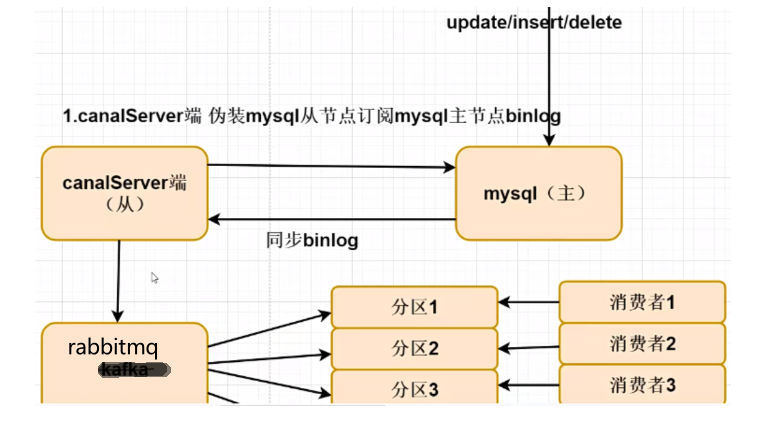 update/insert/delete
1.canalServer端 伪装mysql从节点订阅mysql主节点binlog
canalServer端
（从）
mysql（主）
同步binlog
rabbitmq
kafka
分区1
消费者1
分区2
消费者2
分区3
消费者3